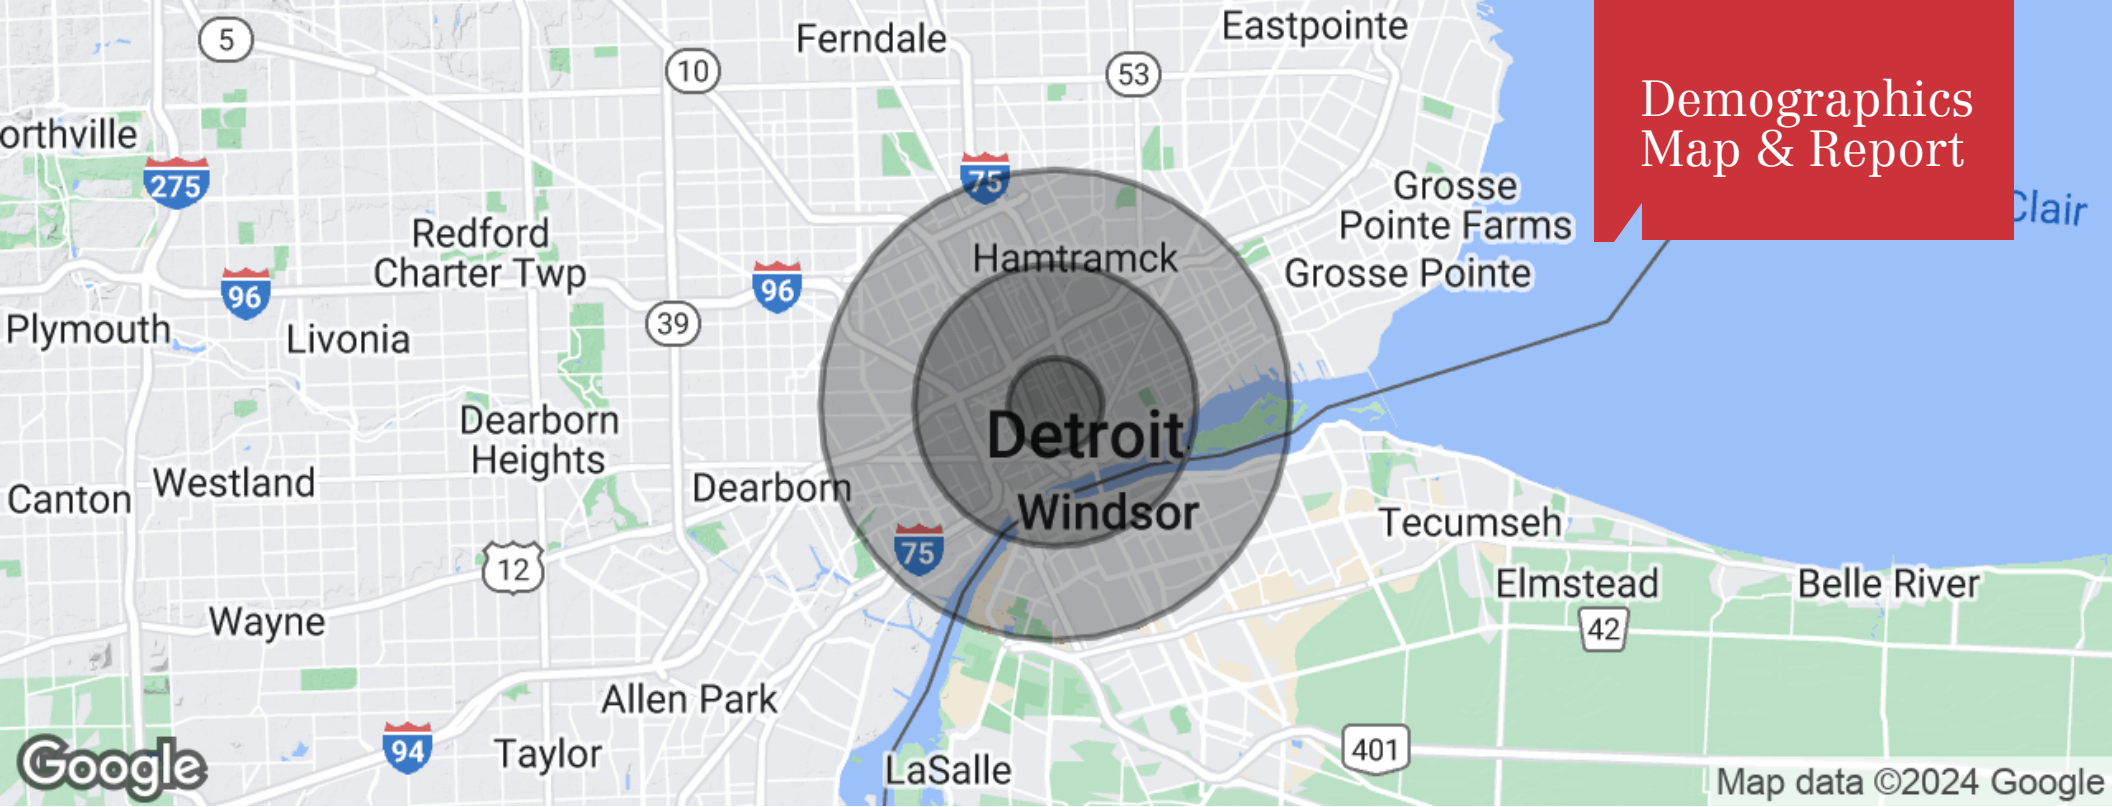 5
Ferndale
Eastpointe
10
53
Demographics
Map & Report
orthville
275
75
Grosse
Pointe Farms
Clair
Redford
Charter Twp
Hamtramck
Grosse Pointe
96
96
39
Plymouth
Livonia
Dearborn
Heights
Detroit
Canton
Westland
Dearborn
Windsor
Tecumseh
75
12
Elmstead
Belle River
Wayne
42
Allen Park
94
Taylor
401
LaSalle
Google
Map data ©2024 Google